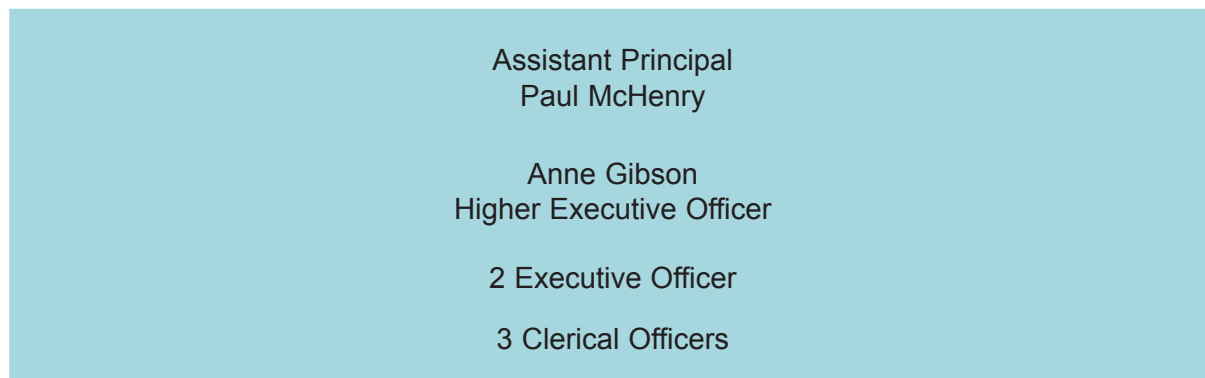 Assistant Principal
Paul McHenry
Anne Gibson
Higher Executive Officer
2 Executive Officer
3 Clerical Officers